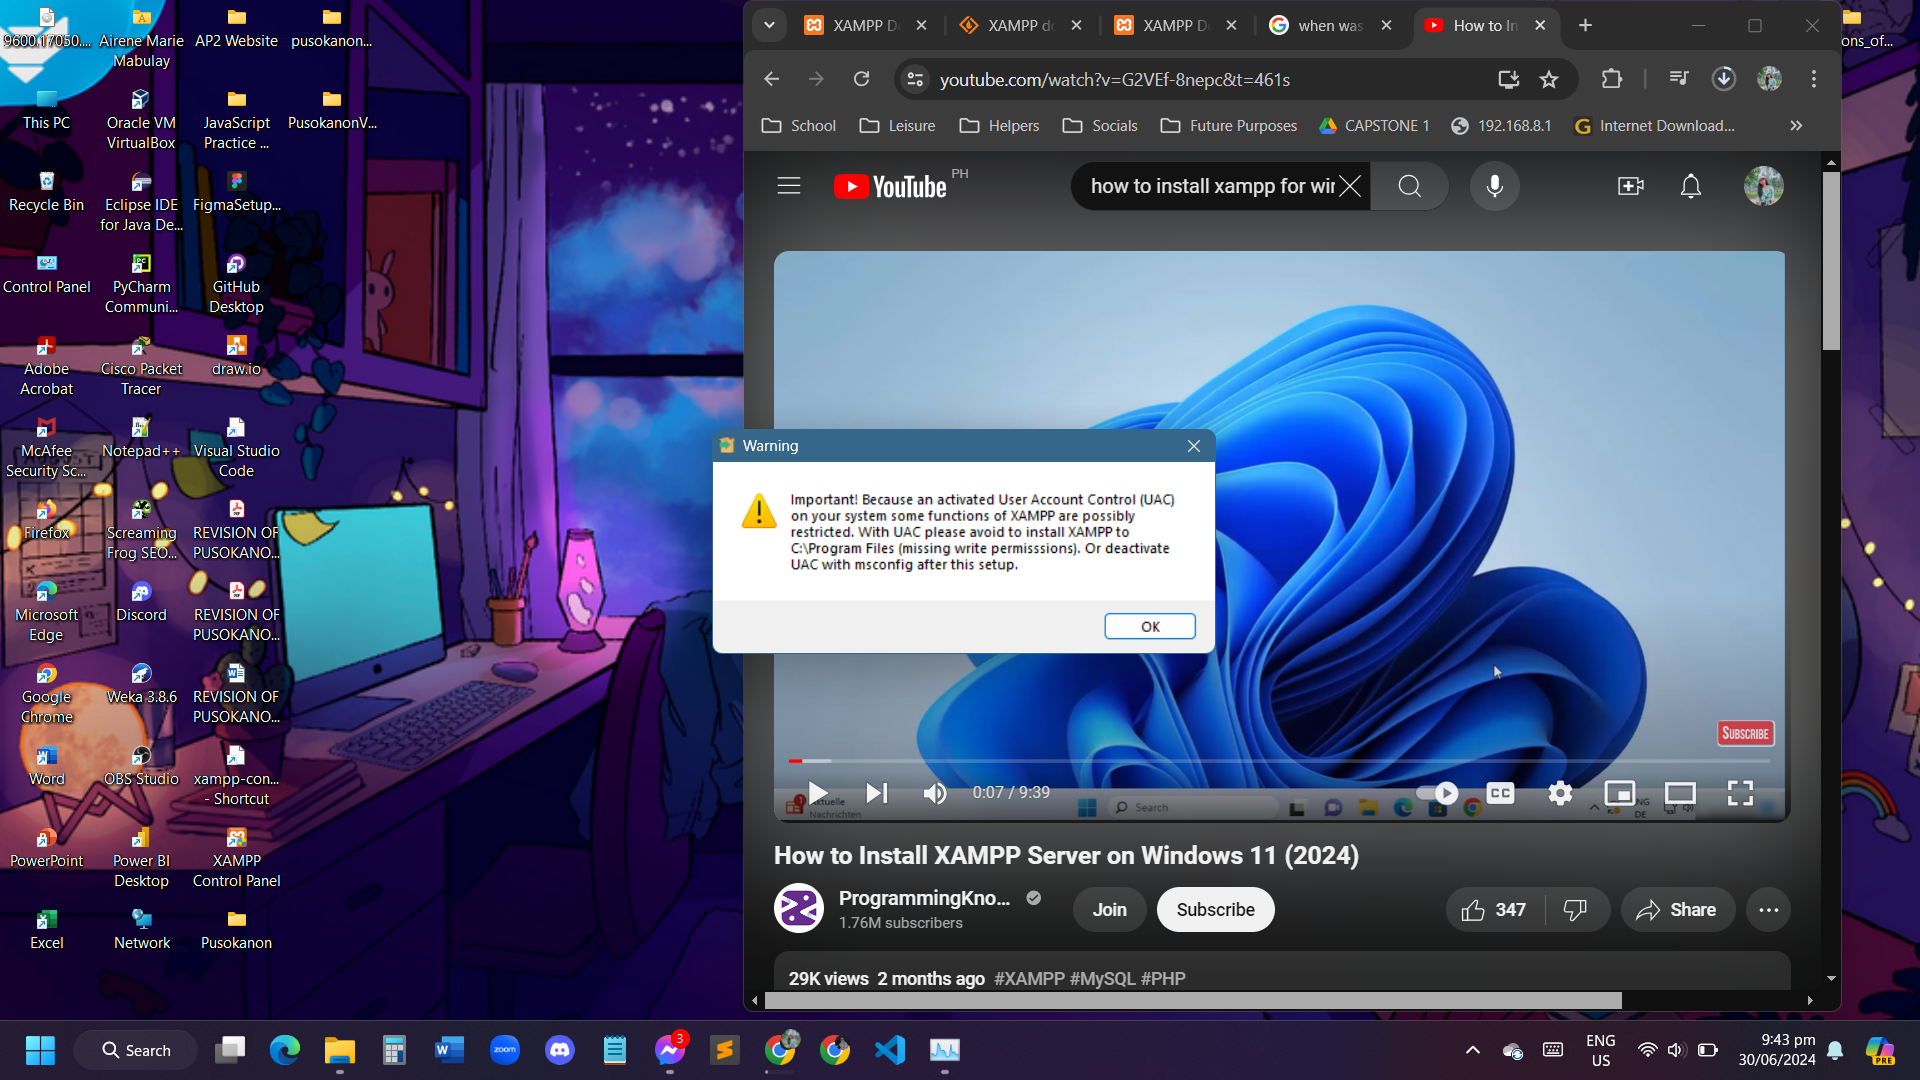 9600.17050....
Airene Marie
Mabulay
AP2 Website
pusokanon...
This PC
Oracle VM
VirtualBox
JavaScript
Practice ...
PusokanonV...
Recycle Bin
Eclipse IDE
for Java De...
FigmaSetup...
Control Panel
PyCharm
Communi...
GitHub
Desktop
Adobe
Acrobat
Cisco Packet
Tracer
draw.io
McAfee
Security Sc...
Notepad++
Visual Studio
Code
Firefox
Screaming
Frog SEO...
REVISION OF
PUSOKANO...
Microsoft
Edge
Discord
REVISION OF
PUSOKANO...
Google
Chrome
Weka 3.8.6
REVISION OF
PUSOKANO...
Word
OBS Studio
xampp-con...
- Shortcut
PowerPoint
Power BI
Desktop
XAMPP
Control Panel
Excel
Network
Pusokanon
ons_of...
XAMPP D
XAMPP do
XAMPP D
when was
How to In
youtube.com/watch?v=G2VEf-8nepc&t=461s
School
Leisure
Helpers
Socials
Future Purposes
CAPSTONE 1
192.168.8.1
Internet Download...
YouTube PH
how to install xampp for wir
Warning
Important! Because an activated User Account Control (UAC)
on your system some functions of XAMPP are possibly
restricted. With UAC please avoid to install XAMPP to
C:\Program Files (missing write permisssions). Or deactivate
UAC with msconfig after this setup.
OK
SUBSCRIBE
0:07 / 9:39
CC
Aktuelle
Nachrichten
Search
NG
DE
How to Install XAMPP Server on Windows 11 (2024)
ProgrammingKno...
1.76M subscribers
Join
Subscribe
347
Share
29K views 2 months ago #XAMPP #MySQL #PHP
Search
zoom
3
ENG
US
9:43 pm
30/06/2024
PRE